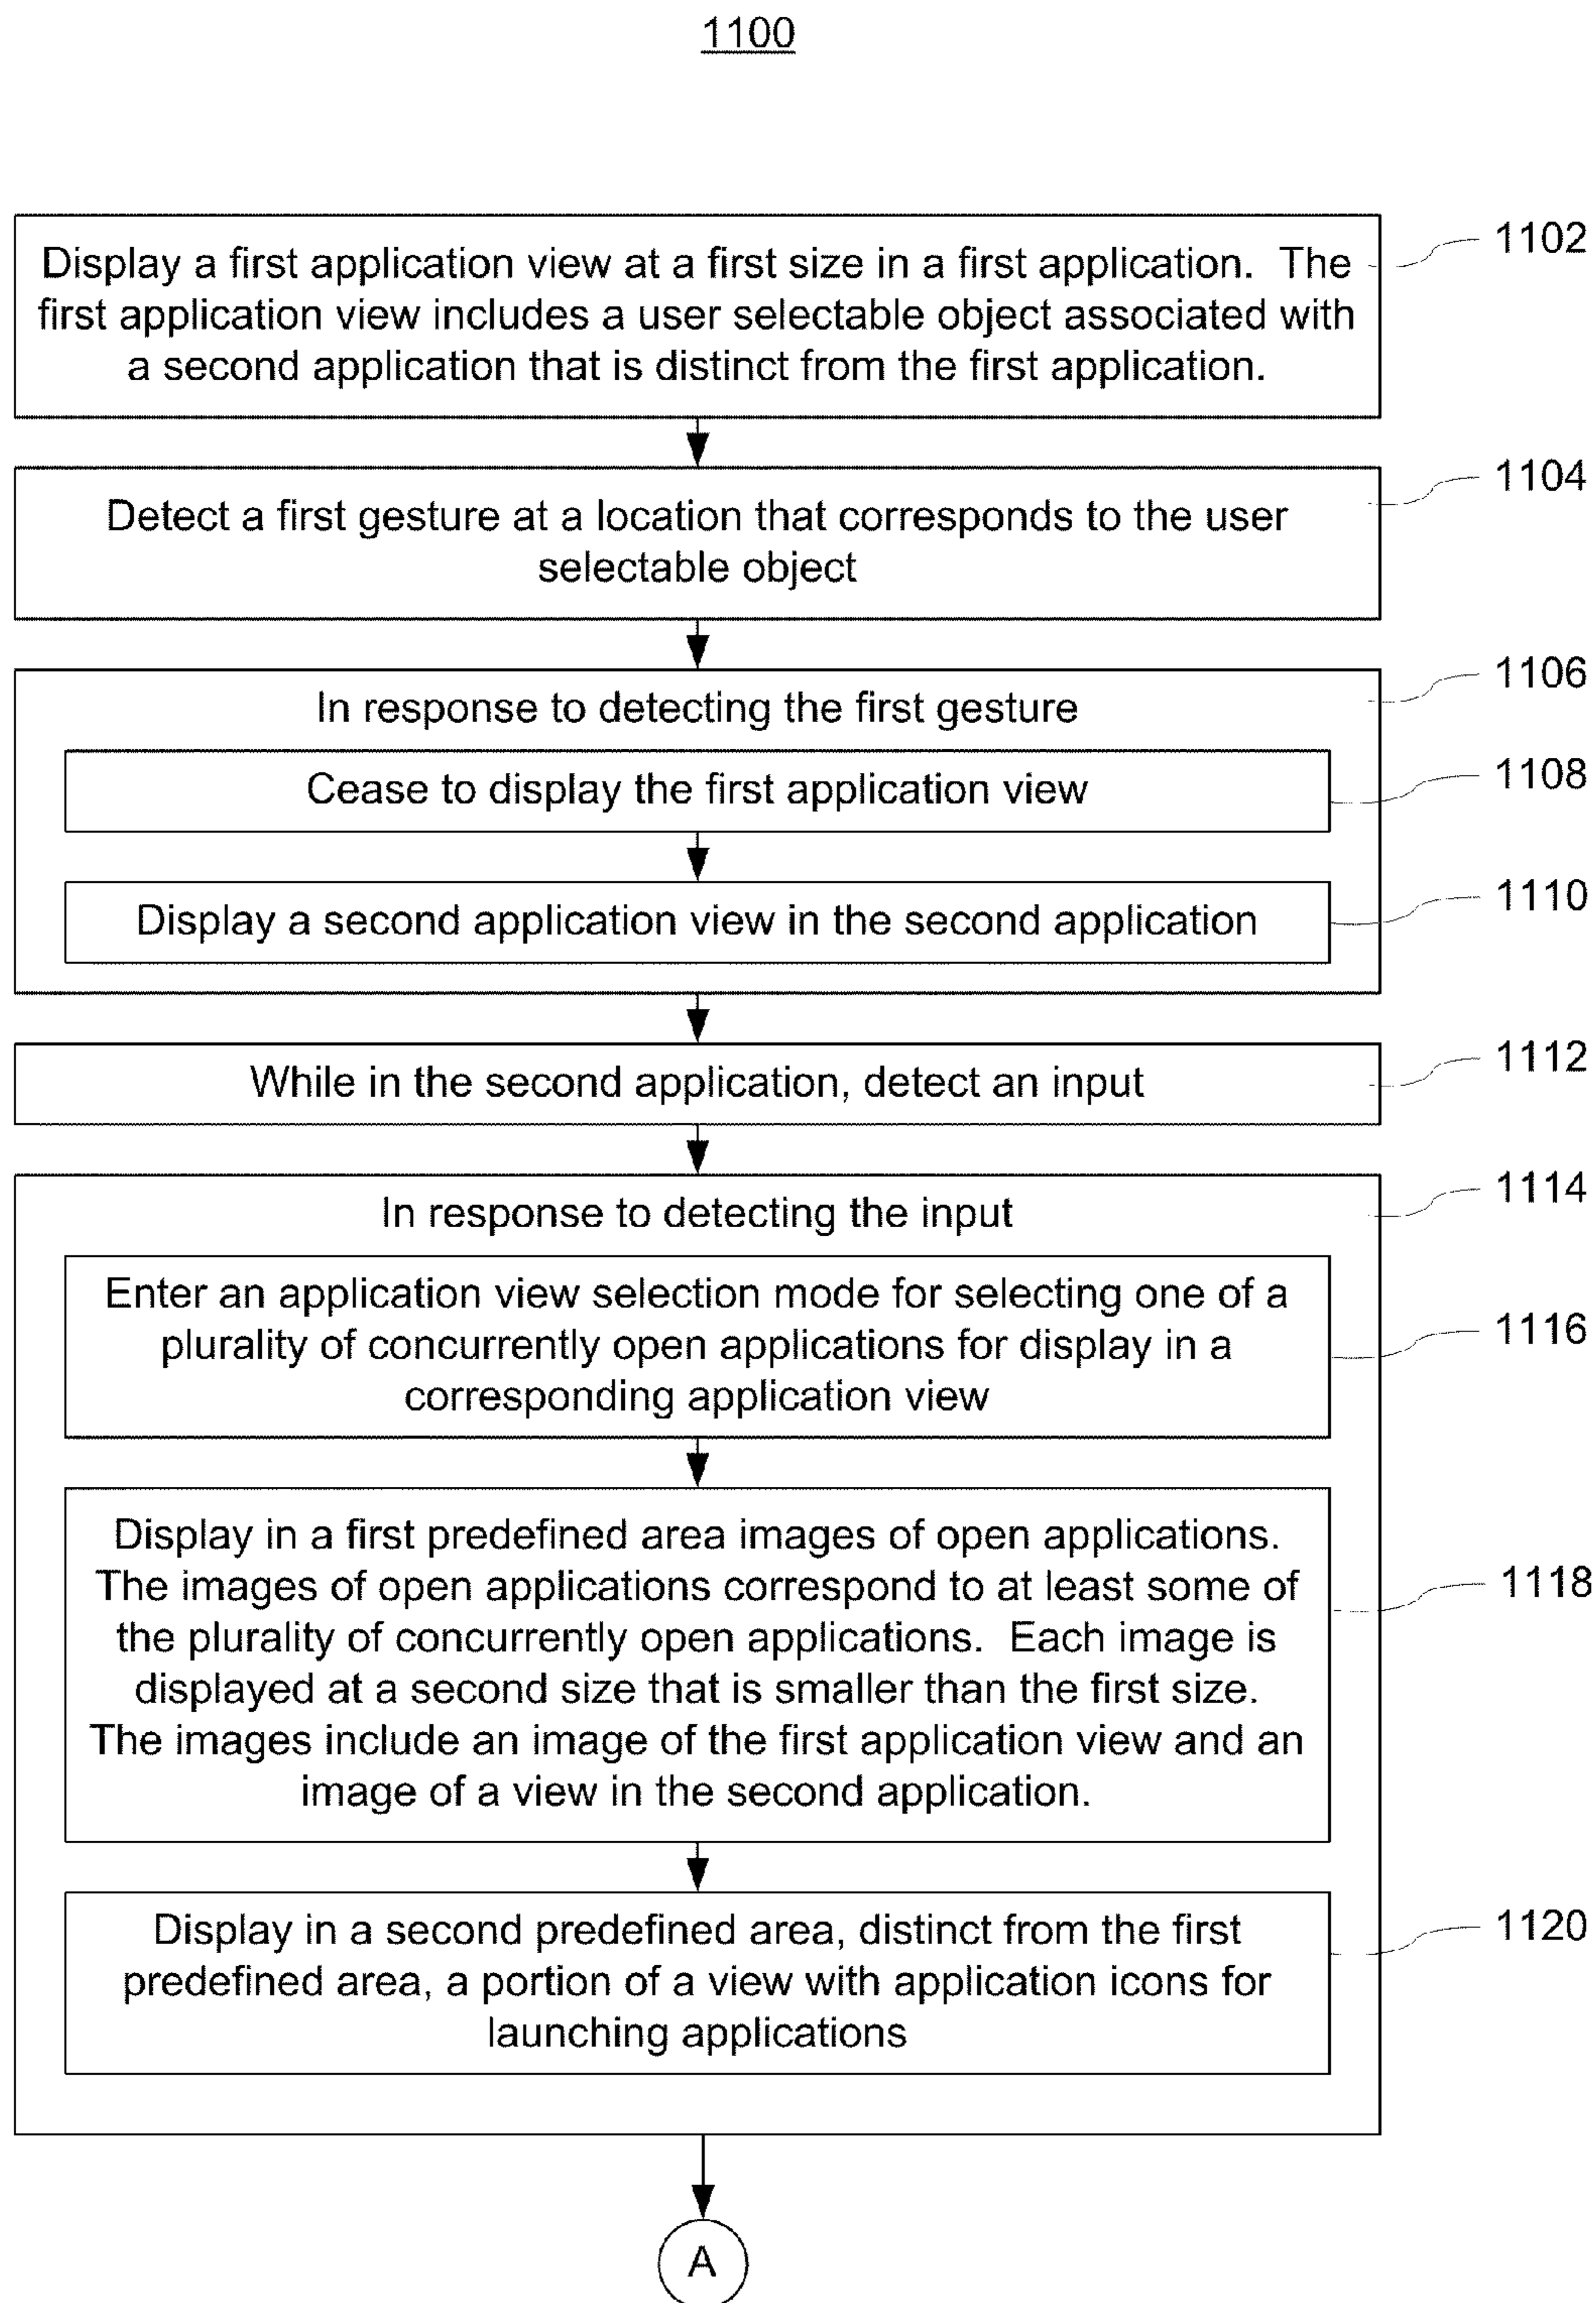 1100
Display a first application view at a first size in a first application. The
first application view includes a user selectable object associated with
a second application that is distinct from the first application.
1102
Detect a first gesture at a location that corresponds to the user
selectable object
1104
In response to detecting the first gesture
1106
Cease to display the first application view
1108
Display a second application view in the second application
1110
While in the second application, detect an input
1112
In response to detecting the input
1114
Enter an application view selection mode for selecting one of a
plurality of concurrently open applications for display in a
corresponding application view
1116
Display in a first predefined area images of open applications.
The images of open applications correspond to at least some of
the plurality of concurrently open applications. Each image is
displayed at a second size that is smaller than the first size.
The images include an image of the first application view and an
image of a view in the second application.
1118
Display in a second predefined area, distinct from the first
predefined area, a portion of a view with application icons for
launching applications
1120
A